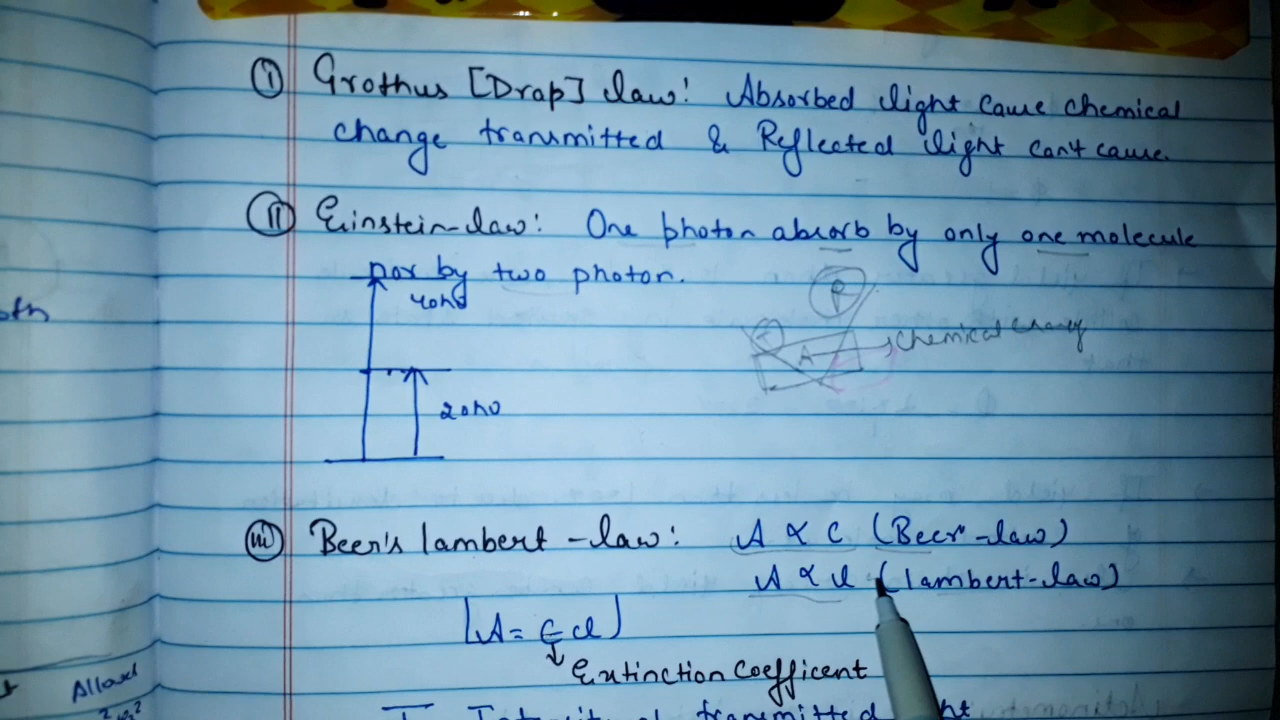 (i) Grothus [Drap] law: Absorbed light cause chemical
change transmitted & Reflected light can't cause.
(II) Einstein-law: One photon absorb by only one molecule
nor by two photon.
40hν
P
A → chemical change
20hν
(iii) Beer's lambert - law: A ∝ C (Beer-law)
A ∝ l (lambert-law)
A = ϵcl
↓ Extinction Coefficent
Allowed
transmitted